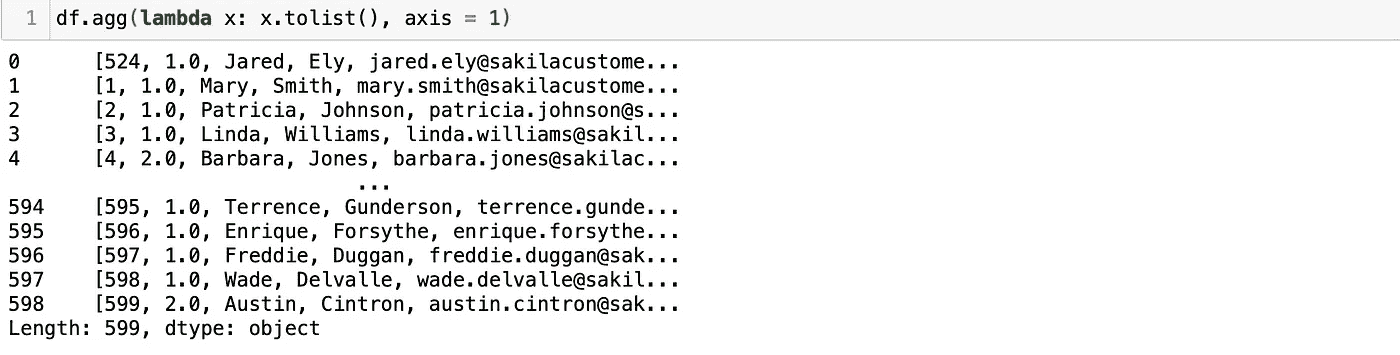 1 df.agg(lambda x: x.tolist(), axis = 1)
0 [524, 1.0, Jared, Ely, jared.ely@sakilacustome...
1 [1, 1.0, Mary, Smith, mary.smith@sakilacustome...
2 [2, 1.0, Patricia, Johnson, patricia.johnson@s...
3 [3, 1.0, Linda, Williams, linda.williams@sakil...
4 [4, 2.0, Barbara, Jones, barbara.jones@sakilac...
...
594 [595, 1.0, Terrence, Gunderson, terrence.gunde...
595 [596, 1.0, Enrique, Forsythe, enrique.forsythe...
596 [597, 1.0, Freddie, Duggan, freddie.duggan@sak...
597 [598, 1.0, Wade, Delvalle, wade.delvalle@sakil...
598 [599, 2.0, Austin, Cintron, austin.cintron@sak...
Length: 599, dtype: object